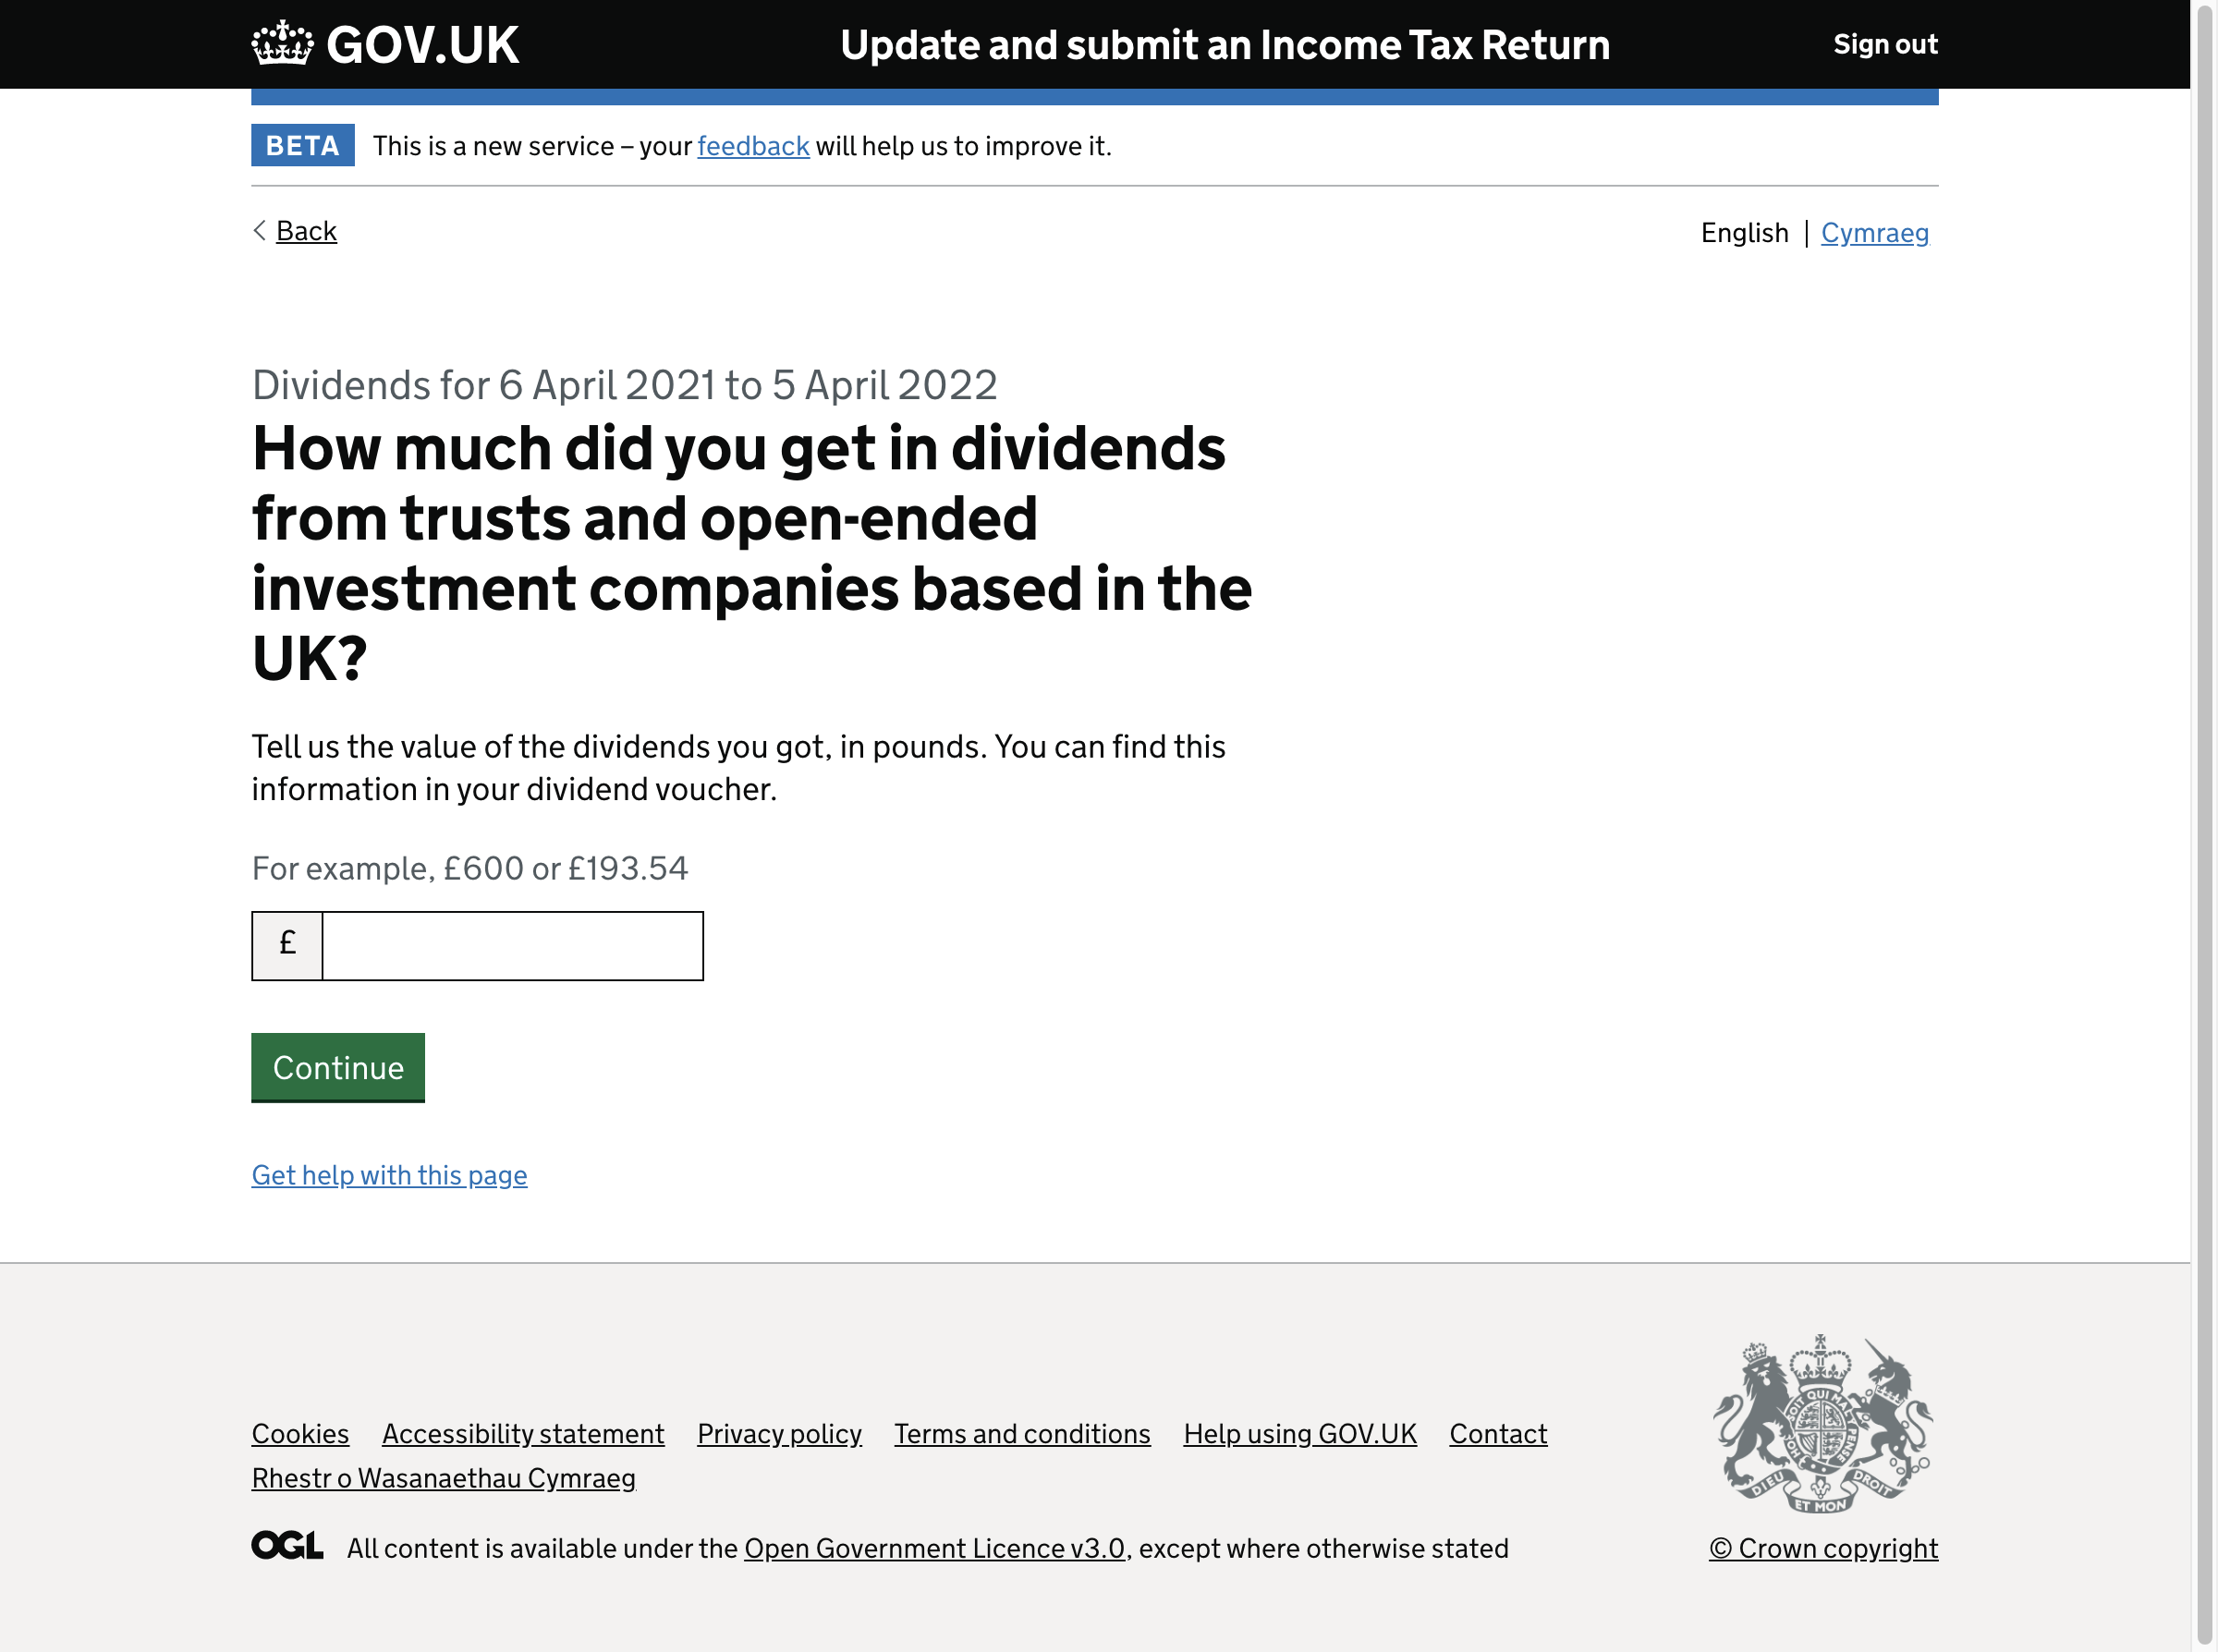 GOV.UK
Update and submit an Income Tax Return
Sign out
BETA
This is a new service – your feedback will help us to improve it.
Back
English | Cymraeg
Dividends for 6 April 2021 to 5 April 2022
How much did you get in dividends
from trusts and open-ended
investment companies based in the
UK?
Tell us the value of the dividends you got, in pounds. You can find this
information in your dividend voucher.
For example, £600 or £193.54
£
Continue
Get help with this page
Cookies Accessibility statement Privacy policy Terms and conditions Help using GOV.UK Contact
Rhestr o Wasanaethau Cymraeg
DIEU ET MON DROIT
OGL All content is available under the Open Government Licence v3.0, except where otherwise stated
© Crown copyright